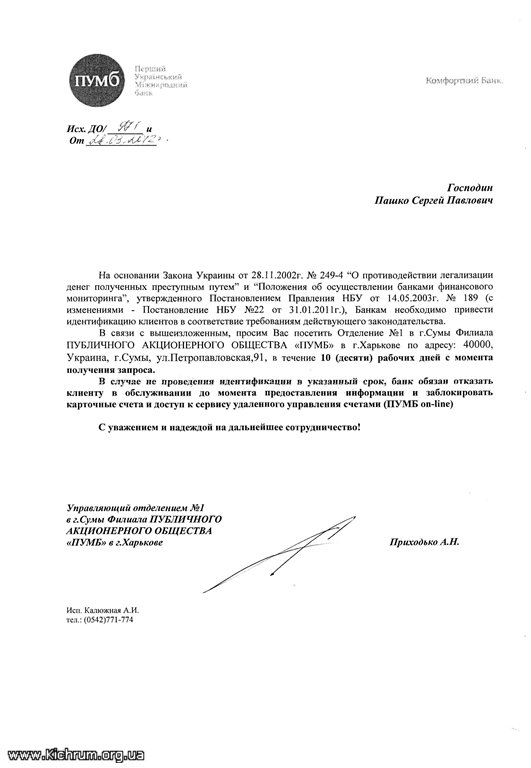 ПУМБ
Перший
Український
Міжнародний
банк
Комфортний Банк.
Исх. ДО/ и
От 22.03.2012г.
Господин
Пашко Сергей Павлович
На основании Закона Украины от 28.11.2002г. № 249-4 “О противодействии легализации
денег полученных преступным путем” и “Положения об осуществлении банками финансового
мониторинга”, утвержденного Постановлением Правления НБУ от 14.05.2003г. № 189 (с
изменениями - Постановление НБУ №22 от 31.01.2011г.), Банкам необходимо привести
идентификацию клиентов в соответствие требованиям действующего законодательства.
В связи с вышеизложенным, просим Вас посетить Отделение №1 в г.Сумы Филиала
ПУБЛИЧНОГО АКЦИОНЕРНОГО ОБЩЕСТВА «ПУМБ» в г.Харькове по адресу: 40000,
Украина, г.Сумы, ул.Петропавловская,91, в течение 10 (десяти) рабочих дней с момента
получения запроса.
В случае не проведения идентификации в указанный срок, банк обязан отказать
клиенту в обслуживании до момента предоставления информации и заблокировать
карточные счета и доступ к сервису удаленного управления счетами (ПУМБ on-line)
С уважением и надеждой на дальнейшее сотрудничество!
Управляющий отделением №1
в г.Сумы Филиала ПУБЛИЧНОГО
АКЦИОНЕРНОГО ОБЩЕСТВА
«ПУМБ» в г.Харькове
Приходько А.Н.
Исп. Калюжная А.И.
тел.: (0542)771-774
www.Kichrum.org.ua